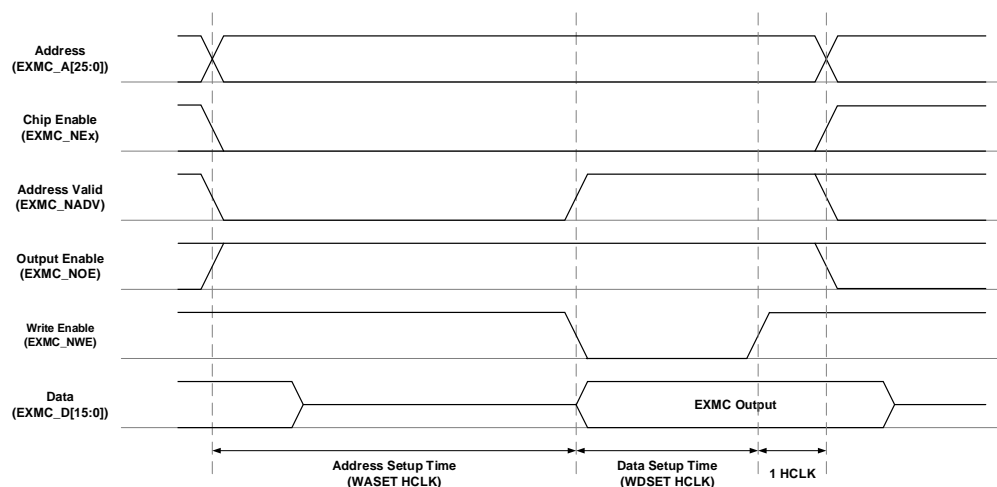 Address
(EXMC_A[25:0])
Chip Enable
(EXMC_NEx)
Address Valid
(EXMC_NADV)
Output Enable
(EXMC_NOE)
Write Enable
(EXMC_NWE)
Data
(EXMC_D[15:0])
EXMC Output
Address Setup Time
(WASET HCLK)
Data Setup Time
(WDSET HCLK)
1 HCLK